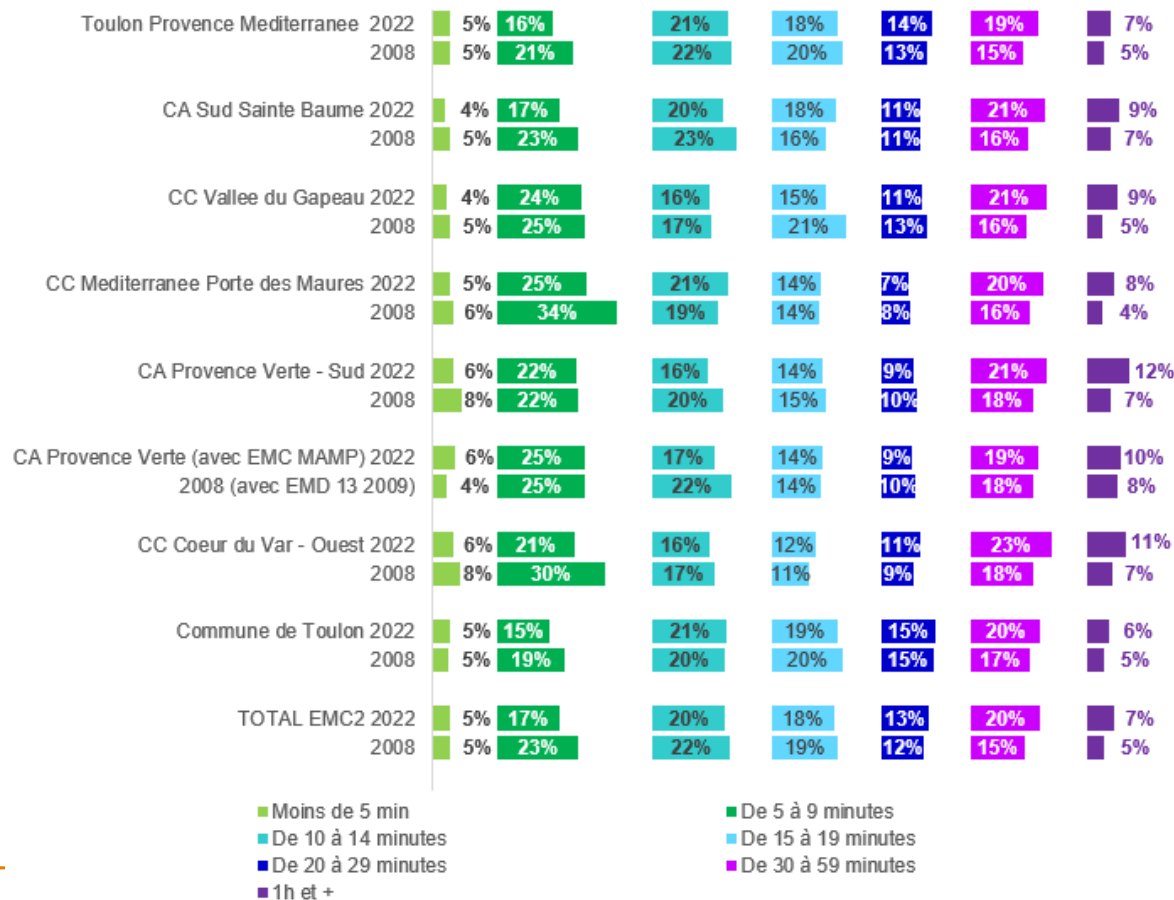 Toulon Provence Mediterranee 2022 5% 16% 21% 18% 14% 19% 7%
2008 5% 21% 22% 20% 13% 15% 5%
CA Sud Sainte Baume 2022 4% 17% 20% 18% 11% 21% 9%
2008 5% 23% 23% 16% 11% 16% 7%
CC Vallee du Gapeau 2022 4% 24% 16% 15% 11% 21% 9%
2008 5% 25% 17% 21% 13% 16% 5%
CC Mediterranee Porte des Maures 2022 5% 25% 21% 14% 7% 20% 8%
2008 6% 34% 19% 14% 8% 16% 4%
CA Provence Verte - Sud 2022 6% 22% 16% 14% 9% 21% 12%
2008 8% 22% 20% 15% 10% 18% 7%
CA Provence Verte (avec EMC MAMP) 2022 6% 25% 17% 14% 9% 19% 10%
2008 (avec EMD 13 2009) 4% 25% 22% 14% 10% 18% 8%
CC Coeur du Var - Ouest 2022 6% 21% 16% 12% 11% 23% 11%
2008 8% 30% 17% 11% 9% 18% 7%
Commune de Toulon 2022 5% 15% 21% 19% 15% 20% 6%
2008 5% 19% 20% 20% 15% 17% 5%
TOTAL EMC2 2022 5% 17% 20% 18% 13% 20% 7%
2008 5% 23% 22% 19% 12% 15% 5%
Moins de 5 min
De 5 à 9 minutes
De 10 à 14 minutes
De 15 à 19 minutes
De 20 à 29 minutes
De 30 à 59 minutes
1h et +